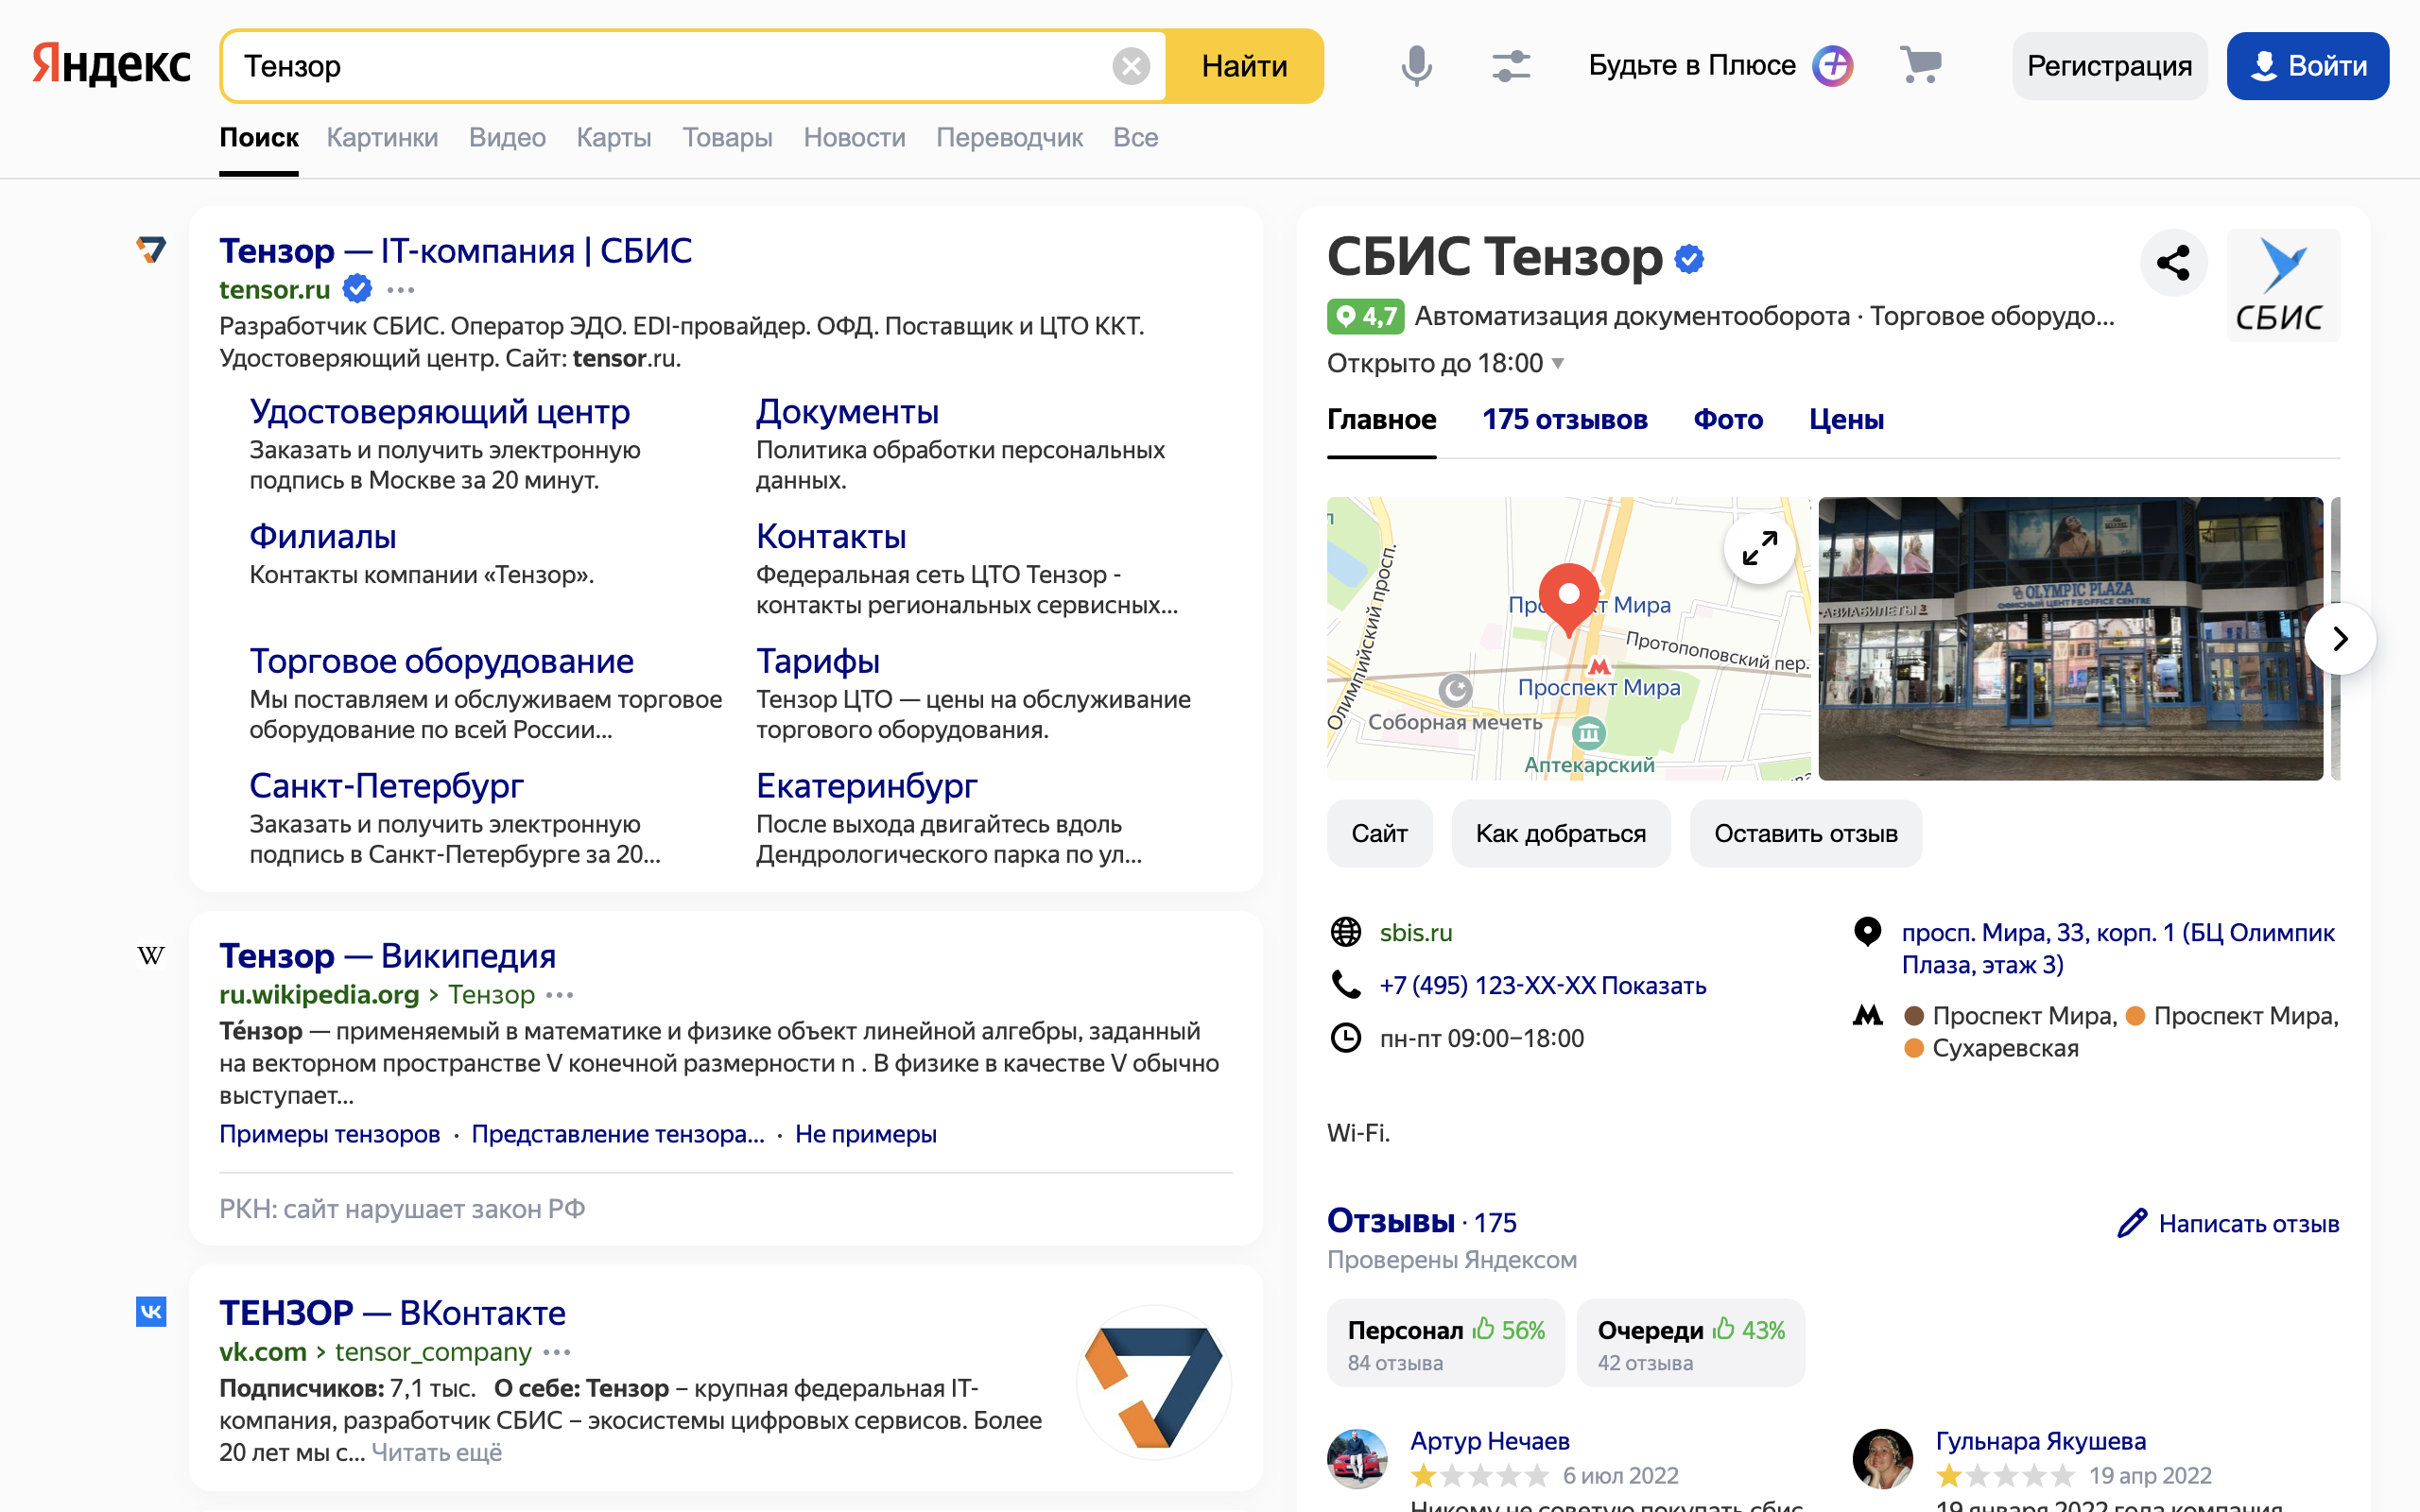 Яндекс
Тензор
Найти
Будьте в Плюсе
Регистрация
Войти
Поиск Картинки Видео Карты Товары Новости Переводчик Все
Тензор — IT-компания | СБИС
tensor.ru
Разработчик СБИС. Оператор ЭДО. EDI-провайдер. ОФД. Поставщик и ЦТО ККТ.
Удостоверяющий центр. Сайт: tensor.ru.
Удостоверяющий центр
Заказать и получить электронную
подпись в Москве за 20 минут.
Документы
Политика обработки персональных
данных.
Филиалы
Контакты компании «Тензор».
Контакты
Федеральная сеть ЦТО Тензор -
контакты региональных сервисных...
Торговое оборудование
Мы поставляем и обслуживаем торговое
оборудование по всей России...
Тарифы
Тензор ЦТО — цены на обслуживание
торгового оборудования.
Санкт-Петербург
Заказать и получить электронную
подпись в Санкт-Петербурге за 20...
Екатеринбург
После выхода двигайтесь вдоль
Дендрологического парка по ул...
W
Тензор — Википедия
ru.wikipedia.org › Тензор
Те́нзор — применяемый в математике и физике объект линейной алгебры, заданный
на векторном пространстве V конечной размерности n . В физике в качестве V обычно
выступает...
Примеры тензоров · Представление тензора... · Не примеры
РКН: сайт нарушает закон РФ
ТЕНЗОР — ВКонтакте
vk.com › tensor_company
Подписчиков: 7,1 тыс. О себе: Тензор – крупная федеральная IT-
компания, разработчик СБИС – экосистемы цифровых сервисов. Более
20 лет мы с... Читать ещё
СБИС Тензор
СБИС
4,7 Автоматизация документооборота · Торговое оборудо...
Открыто до 18:00
Главное 175 отзывов Фото Цены
Олимпийский просп.
Мира
Протопоповский пер.
Проспект Мира
Соборная мечеть
Аптекарский
OLYMPIC PLAZA
АВИАБИЛЕТЫ
Сайт
Как добраться
Оставить отзыв
sbis.ru
+7 (495) 123-XX-XX Показать
пн-пт 09:00–18:00
просп. Мира, 33, корп. 1 (БЦ Олимпик
Плаза, этаж 3)
Проспект Мира, Проспект Мира,
Сухаревская
Wi-Fi.
Отзывы · 175
Написать отзыв
Проверены Яндексом
Персонал 56%
84 отзыва
Очереди 43%
42 отзыва
Артур Нечаев
6 июл 2022
Никому не советую покупать сбис
Гульнара Якушева
19 апр 2022
19 января 2022 года компания